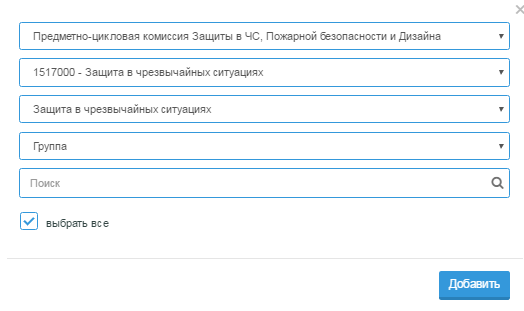 Предметно-цикловая комиссия Защиты в ЧС, Пожарной безопасности и Дизайна
1517000 - Защита в чрезвычайных ситуациях
Защита в чрезвычайных ситуациях
Группа
Поиск
выбрать все
Добавить